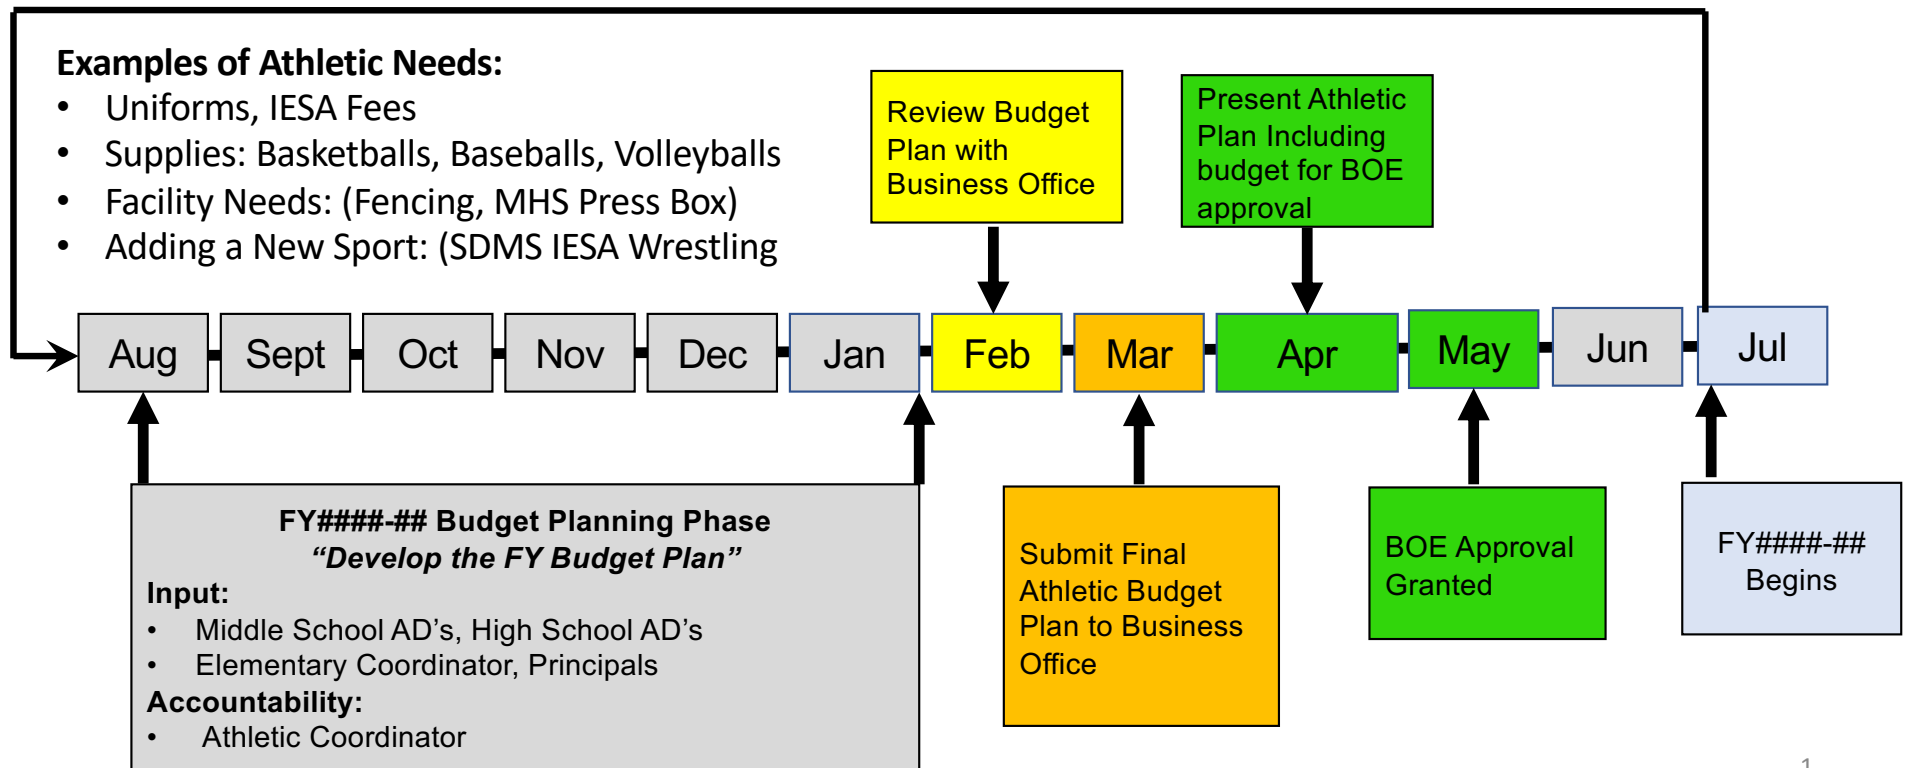 Examples of Athletic Needs:
• Uniforms, IESA Fees
• Supplies: Basketballs, Baseballs, Volleyballs
• Facility Needs: (Fencing, MHS Press Box)
• Adding a New Sport: (SDMS IESA Wrestling
Review Budget
Plan with
Business Office
Present Athletic
Plan Including
budget for BOE
approval
Aug
Sept
Oct
Nov
Dec
Jan
Feb
Mar
Apr
May
Jun
Jul
FY####-## Budget Planning Phase
“Develop the FY Budget Plan”
Input:
• Middle School AD’s, High School AD’s
• Elementary Coordinator, Principals
Accountability:
• Athletic Coordinator
Submit Final
Athletic Budget
Plan to Business
Office
BOE Approval
Granted
FY####-##
Begins
1